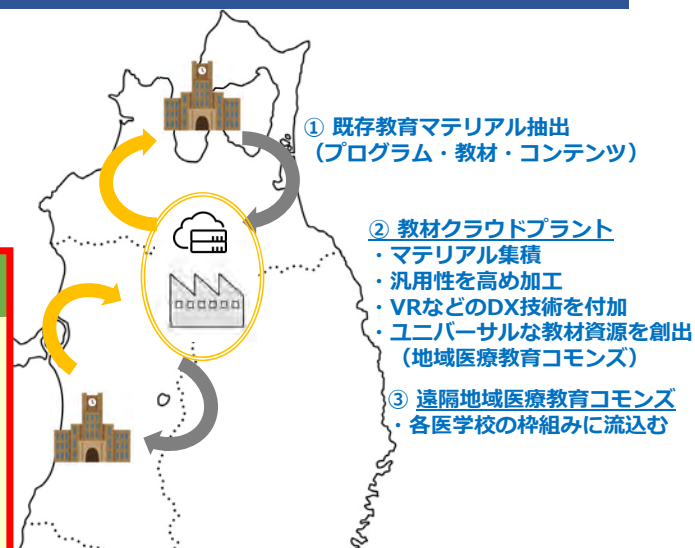 ① 既存教育マテリアル抽出
（プログラム・教材・コンテンツ）
② 教材クラウドプラント
・マテリアル集積
・汎用性を高め加工
・VRなどのDX技術を付加
・ユニバーサルな教材資源を創出
（地域医療教育コモンズ）
③ 遠隔地域医療教育コモンズ
・各医学校の枠組みに流込む